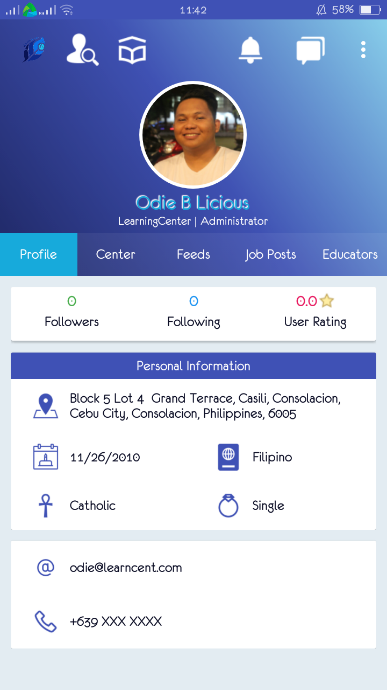 11:42
58%
Odie B Licious
LearningCenter | Administrator
Profile Center Feeds Job Posts Educators
0 0 0.0
Followers Following User Rating
Personal Information
Block 5 Lot 4 Grand Terrace, Casili, Consolacion,
Cebu City, Consolacion, Philippines, 6005
11/26/2010 Filipino
Catholic Single
odie@learncent.com
+639 XXX XXXX